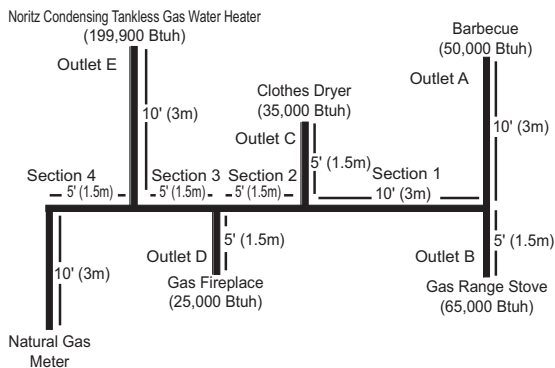 Noritz Condensing Tankless Gas Water Heater
(199,900 Btuh)
Outlet E
10' (3m)
Barbecue
(50,000 Btuh)
Outlet A
10' (3m)
Clothes Dryer
(35,000 Btuh)
Outlet C
5' (1.5m)
Section 4
5' (1.5m)
Section 3
5' (1.5m)
Section 2
5' (1.5m)
Section 1
10' (3m)
10' (3m)
Natural Gas
Meter
Outlet D
5' (1.5m)
Gas Fireplace
(25,000 Btuh)
5' (1.5m)
Outlet B
Gas Range Stove
(65,000 Btuh)